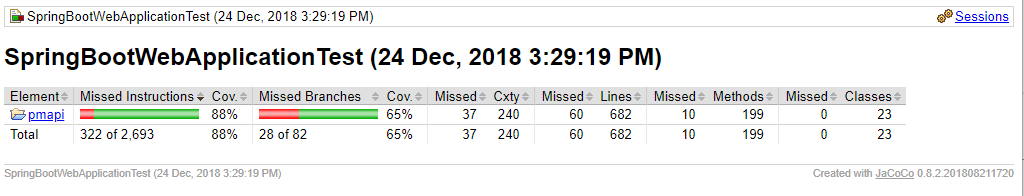 SpringBootWebApplicationTest (24 Dec, 2018 3:29:19 PM) Sessions
SpringBootWebApplicationTest (24 Dec, 2018 3:29:19 PM)
Element Missed Instructions Cov. Missed Branches Cov. Missed Cxty Missed Lines Missed Methods Missed Classes
pmapi 88% 65% 37 240 60 682 10 199 0 23
Total 322 of 2,693 88% 28 of 82 65% 37 240 60 682 10 199 0 23
SpringBootWebApplicationTest (24 Dec, 2018 3:29:19 PM) Created with JaCoCo 0.8.2.201808211720